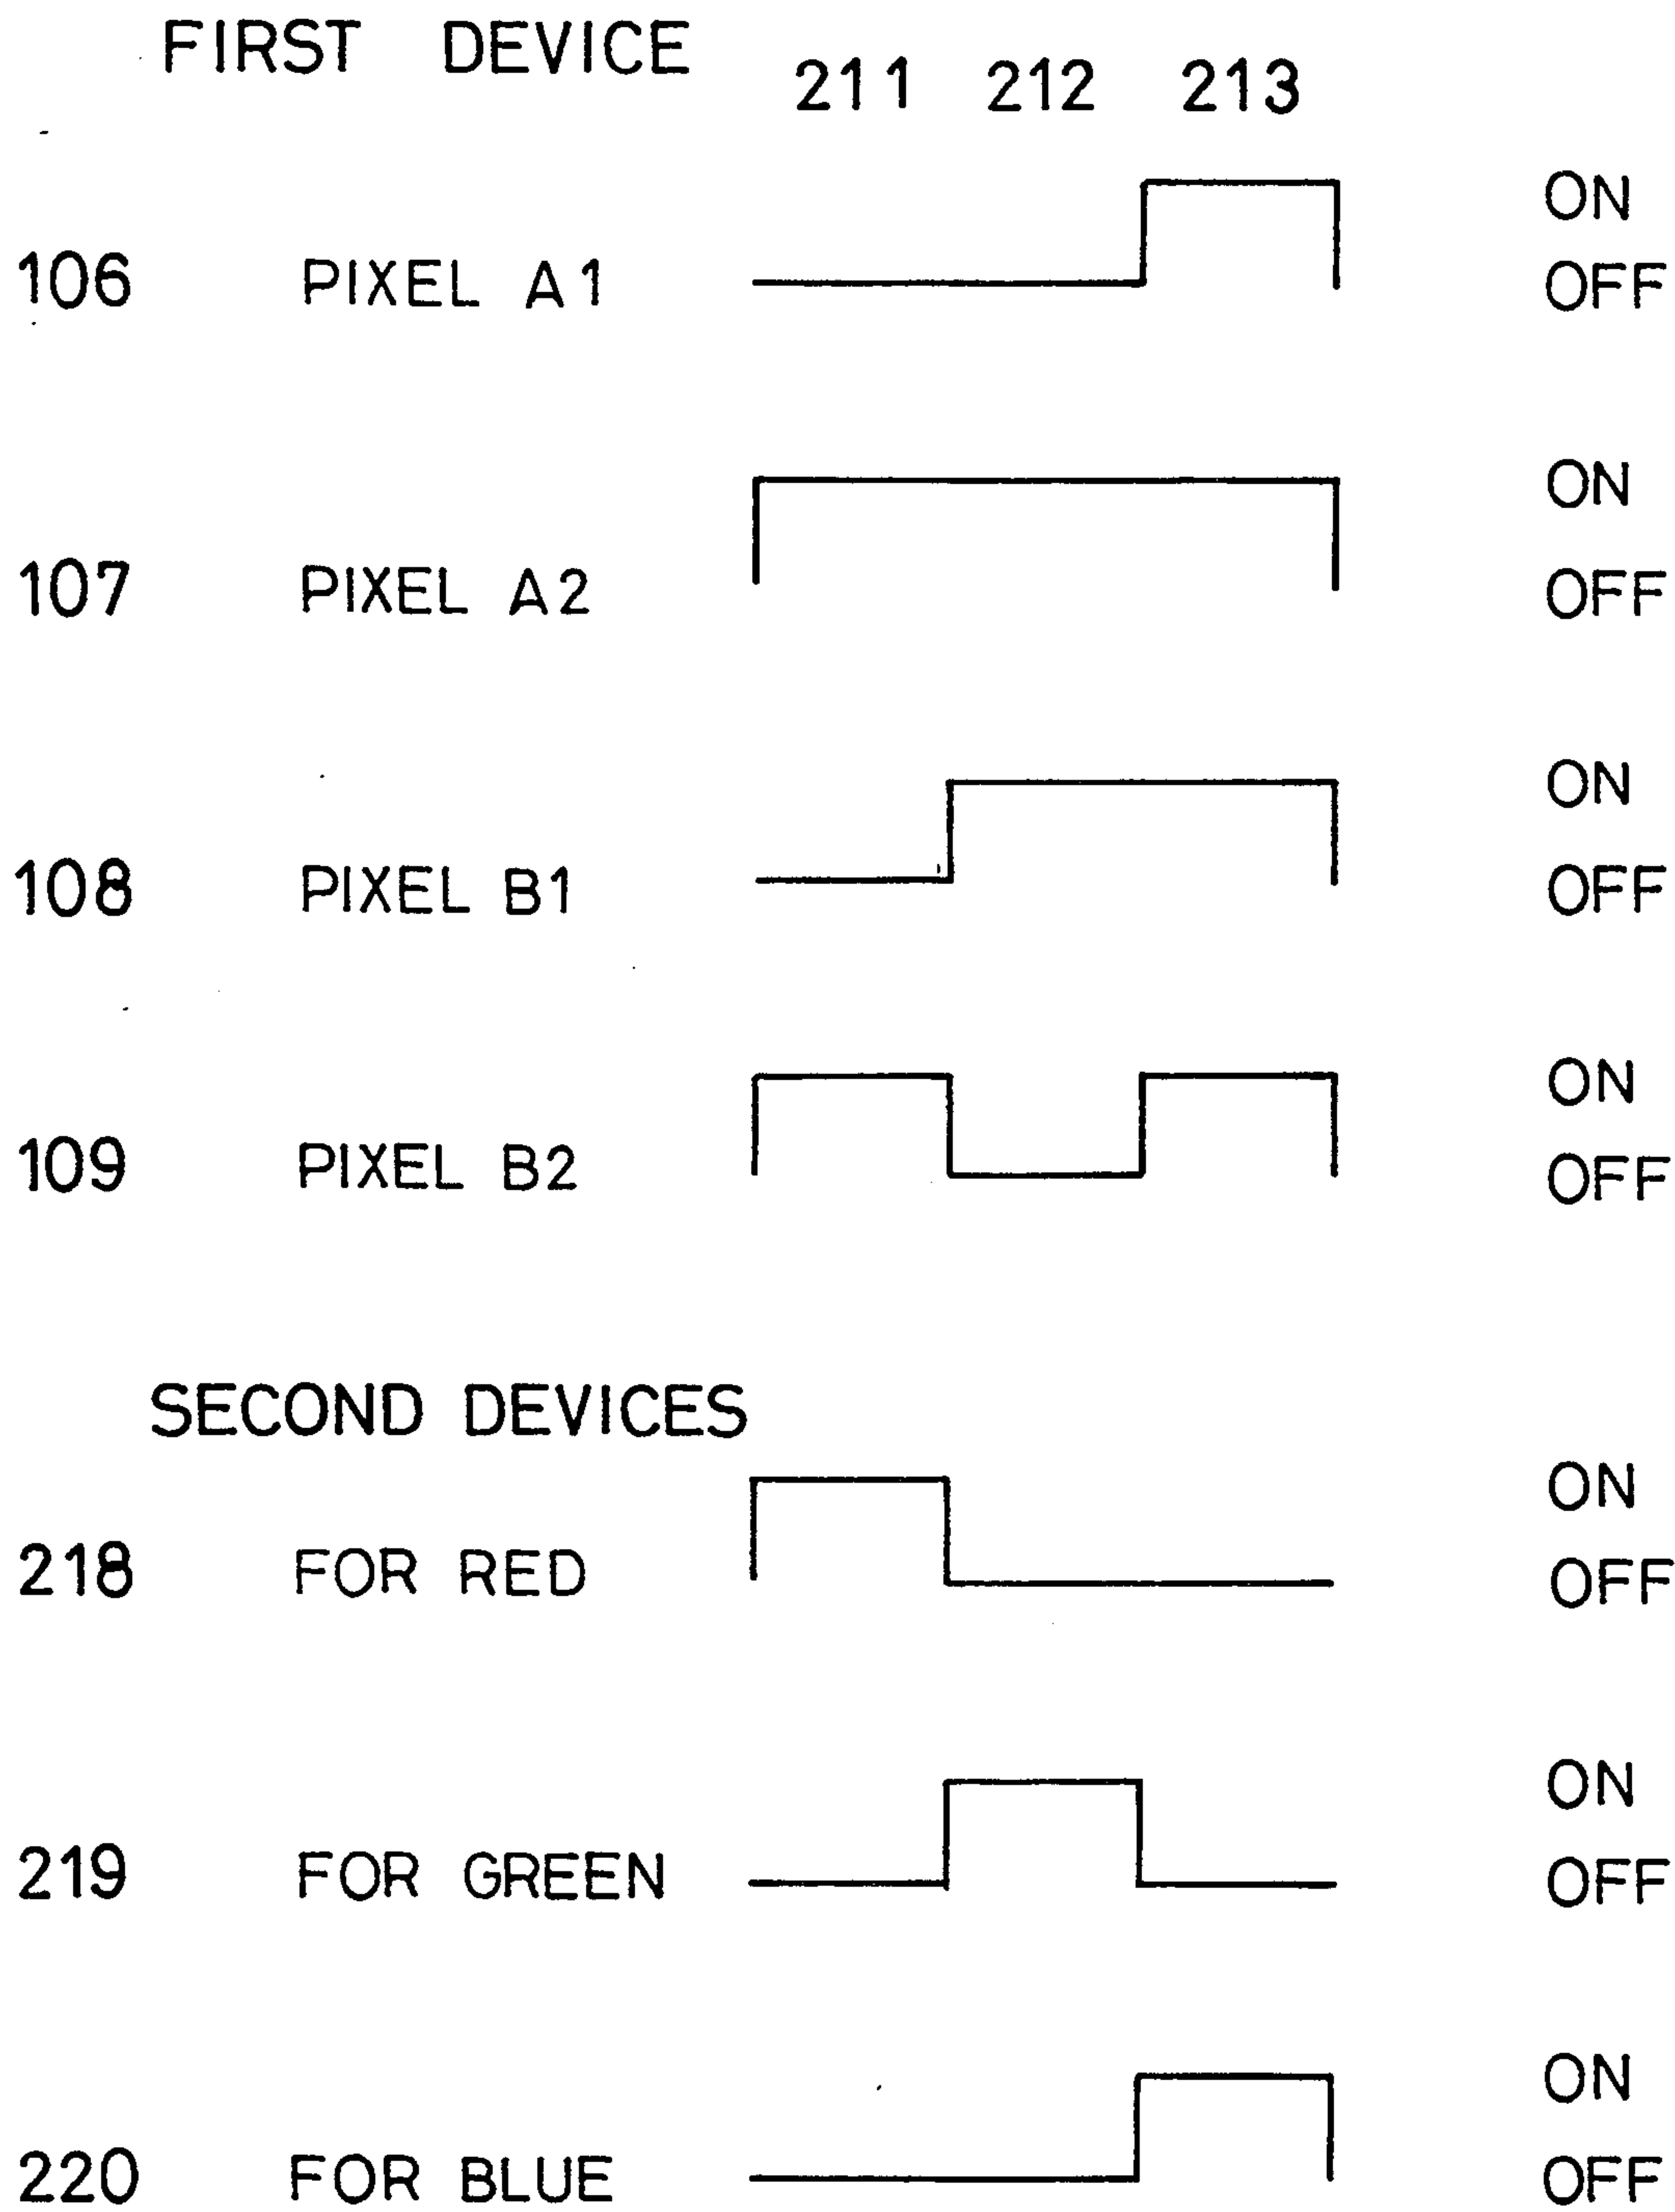 FIRST DEVICE 211 212 213
ON
106 PIXEL A1 OFF
ON
107 PIXEL A2 OFF
ON
108 PIXEL B1 OFF
ON
109 PIXEL B2 OFF
SECOND DEVICES
ON
218 FOR RED OFF
ON
219 FOR GREEN OFF
ON
220 FOR BLUE OFF